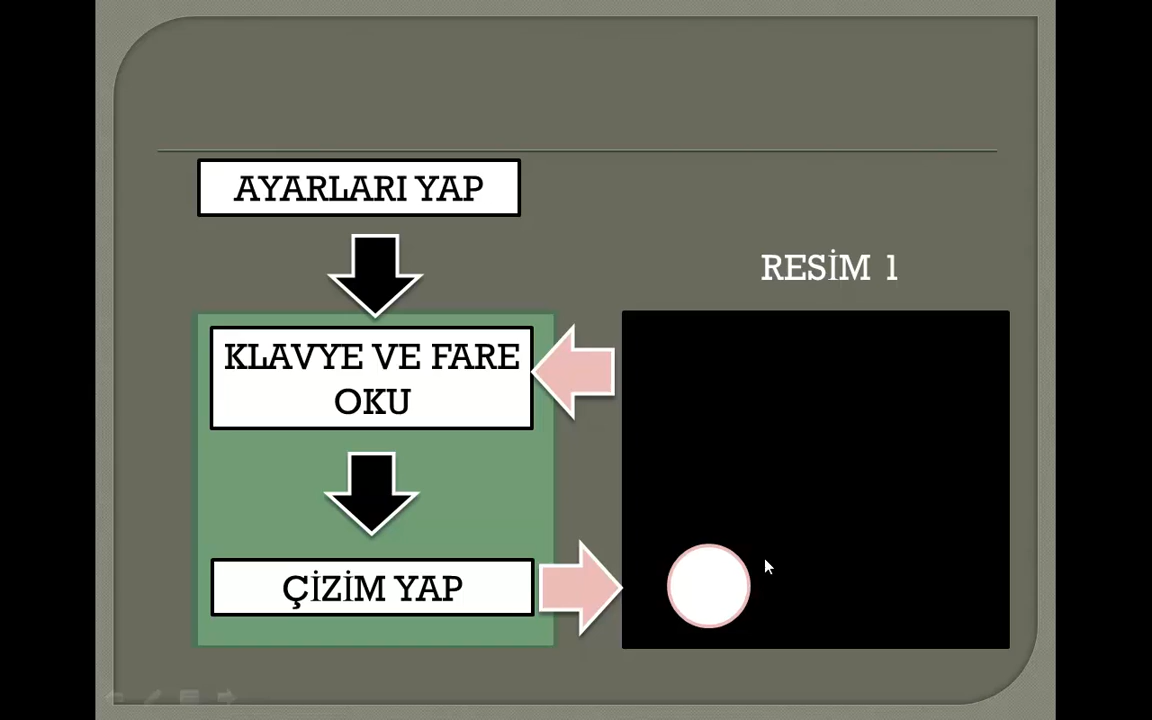 AYARLARI YAP
RESİM 1
KLAVYE VE FARE
OKU
ÇİZİM YAP